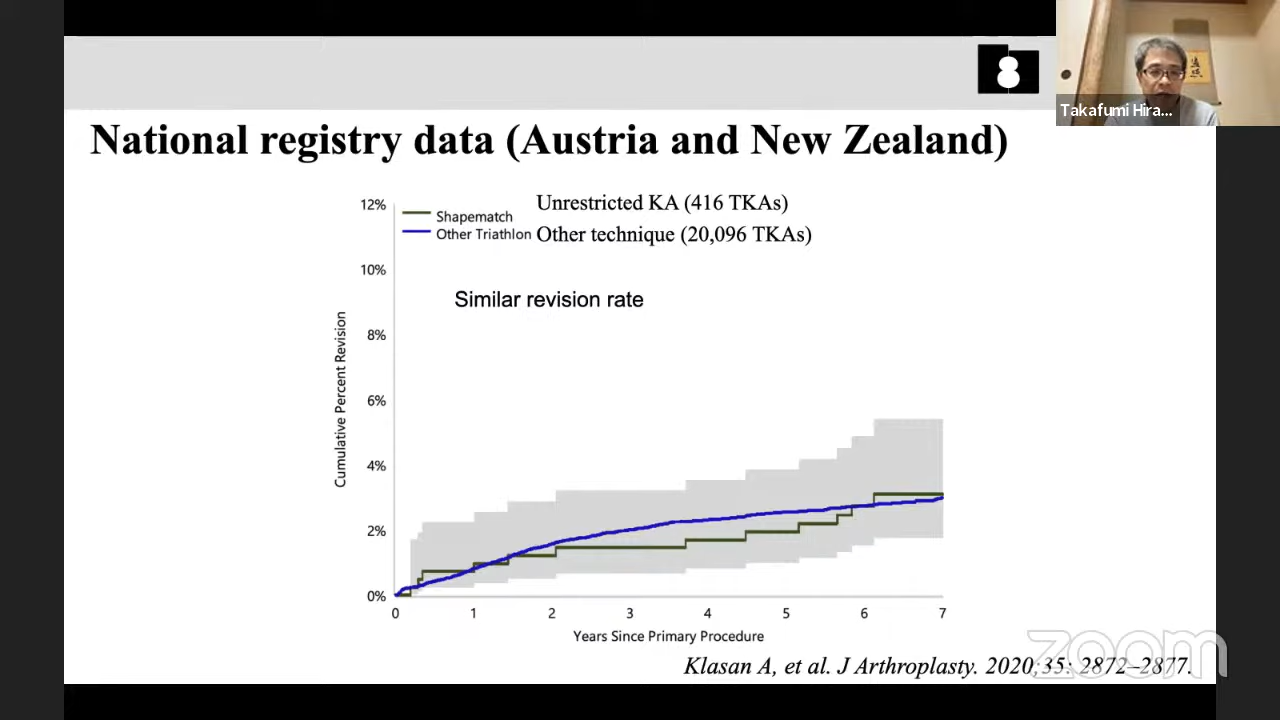 Takafumi Hira...
National registry data (Austria and New Zealand)
12%
10%
8%
6%
4%
2%
0%
Cumulative Percent Revision
Shapematch
Other Triathlon
Unrestricted KA (416 TKAs)
Other technique (20,096 TKAs)
Similar revision rate
0 1 2 3 4 5 6 7
Years Since Primary Procedure
Klasan A, et al. J Arthroplasty. 2020;35: 2872–2877.
zoom